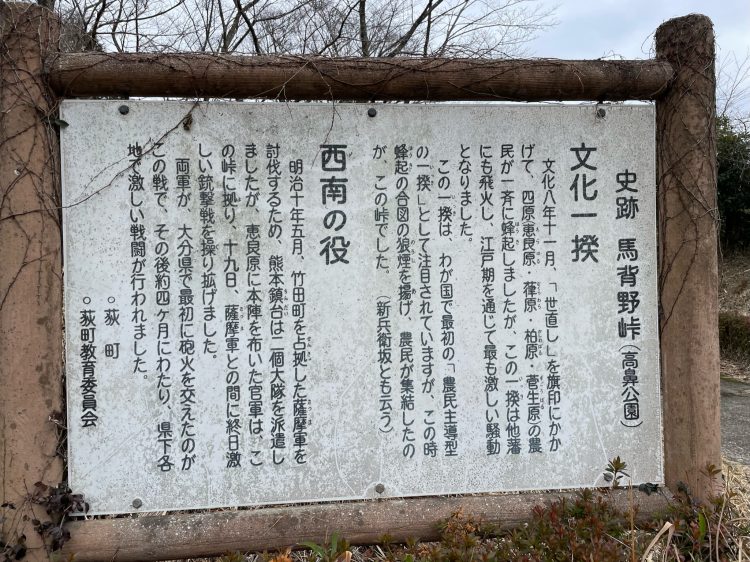 史跡 馬背野峠(高鼻公園)
文化一揆
文化八年十一月、「世直し」を旗印にかか
げて、四原(恵良原・葎原・柏原・菅生原の農
民が一斉に蜂起しましたが、この一揆は他藩
にも飛火し、江戸期を通じて最も激しい騒動
となりました。
この一揆は、わが国で最初の「農民主導型
の一揆」として注目されていますが、この時
蜂起の合図の狼煙を揚げ、農民が集結したの
が、この峠でした。 (新兵衛坂とも云う)
西南の役
明治十年五月、竹田町を占拠した薩摩軍を
討伐するため、熊本鎮台は二個大隊を派遣し
ましたが、恵良原に本陣を布いた官軍は、こ
の峠に拠り、十九日、薩摩軍との間に終日激
しい銃撃戦を操り拡げました。
両軍が、大分県で最初に砲火を交えたのが
この戦で、その後約四ヶ月にわたり、県下各
地で激しい戦闘が行われました。
○荻町
○荻町教育委員会